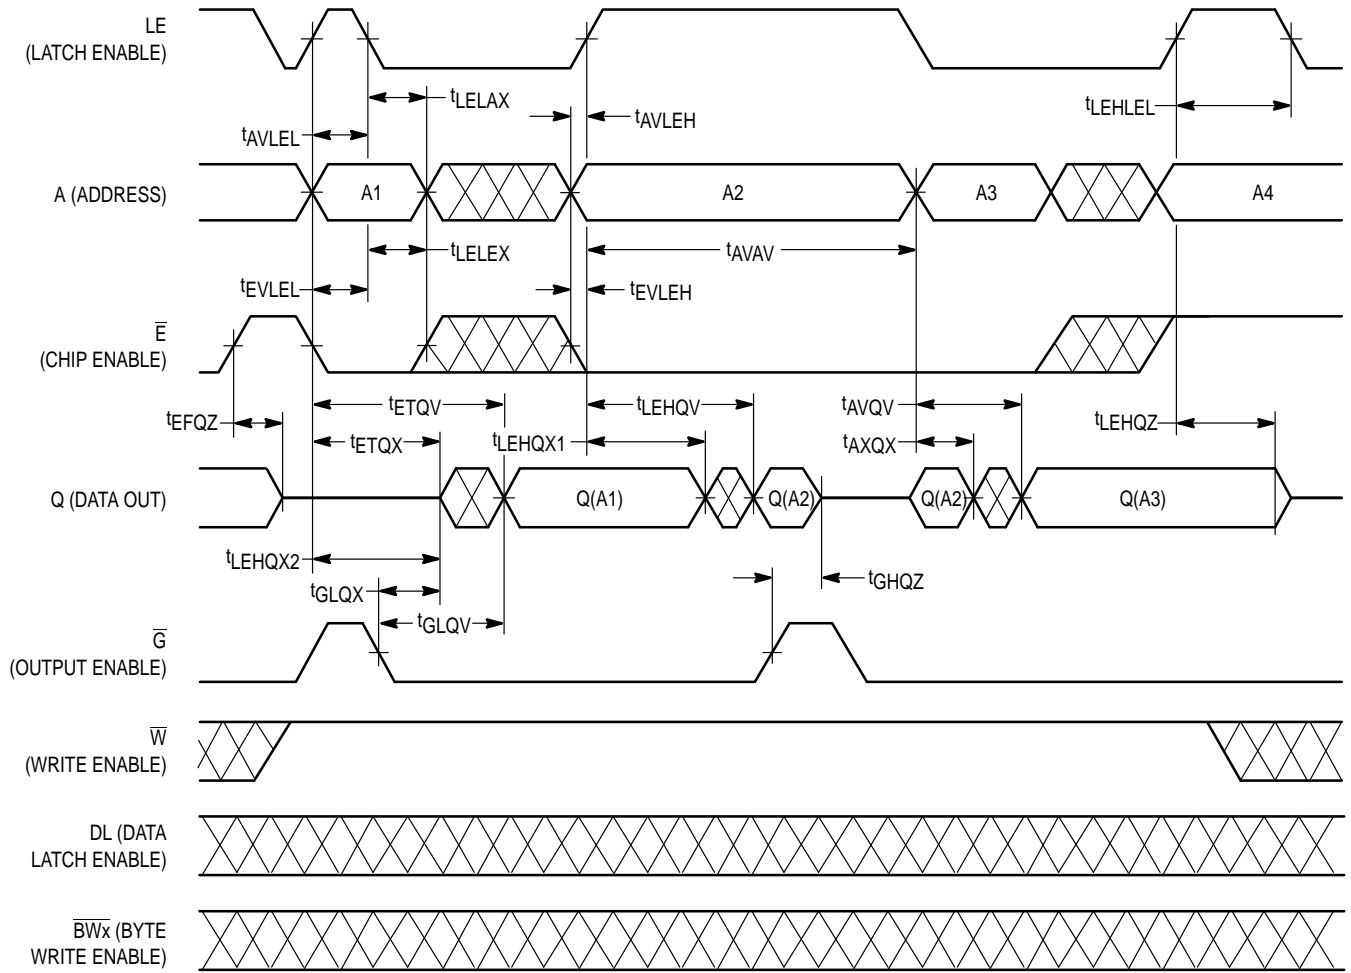 LE
(LATCH ENABLE)
tLELAX
tAVLEH
tLEHLEL
tAVLEL
A (ADDRESS)
A1
A2
A3
A4
tLELEX
tAVAV
tEVLEL
tEVLEH
E̅
(CHIP ENABLE)
tETQV
tLEHQV
tAVQV
tEFQZ
tETQX
tLEHQX1
tAXQX
tLEHQZ
Q (DATA OUT)
Q(A1)
Q(A2)
Q(A2)
Q(A3)
tLEHQX2
tGLQX
tGHQZ
tGLQV
G̅
(OUTPUT ENABLE)
W̅
(WRITE ENABLE)
DL (DATA
LATCH ENABLE)
B̅W̅x̅ (BYTE
WRITE ENABLE)